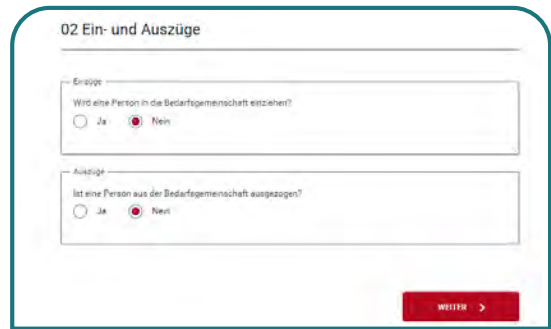 02 Ein- und Auszüge
Einzüge
Wird eine Person in die Bedarfsgemeinschaft einziehen?
Ja Nein
Auszüge
Ist eine Person aus der Bedarfsgemeinschaft ausgezogen?
Ja Nein
WEITER >